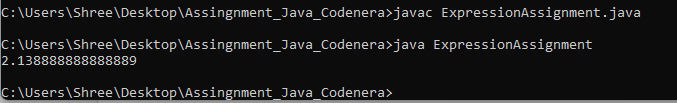 C:\Users\Shree\Desktop\Assingnment_Java_Codenera>javac ExpressionAssignment.java
C:\Users\Shree\Desktop\Assingnment_Java_Codenera>java ExpressionAssignment
2.138888888888889
C:\Users\Shree\Desktop\Assingnment_Java_Codenera>